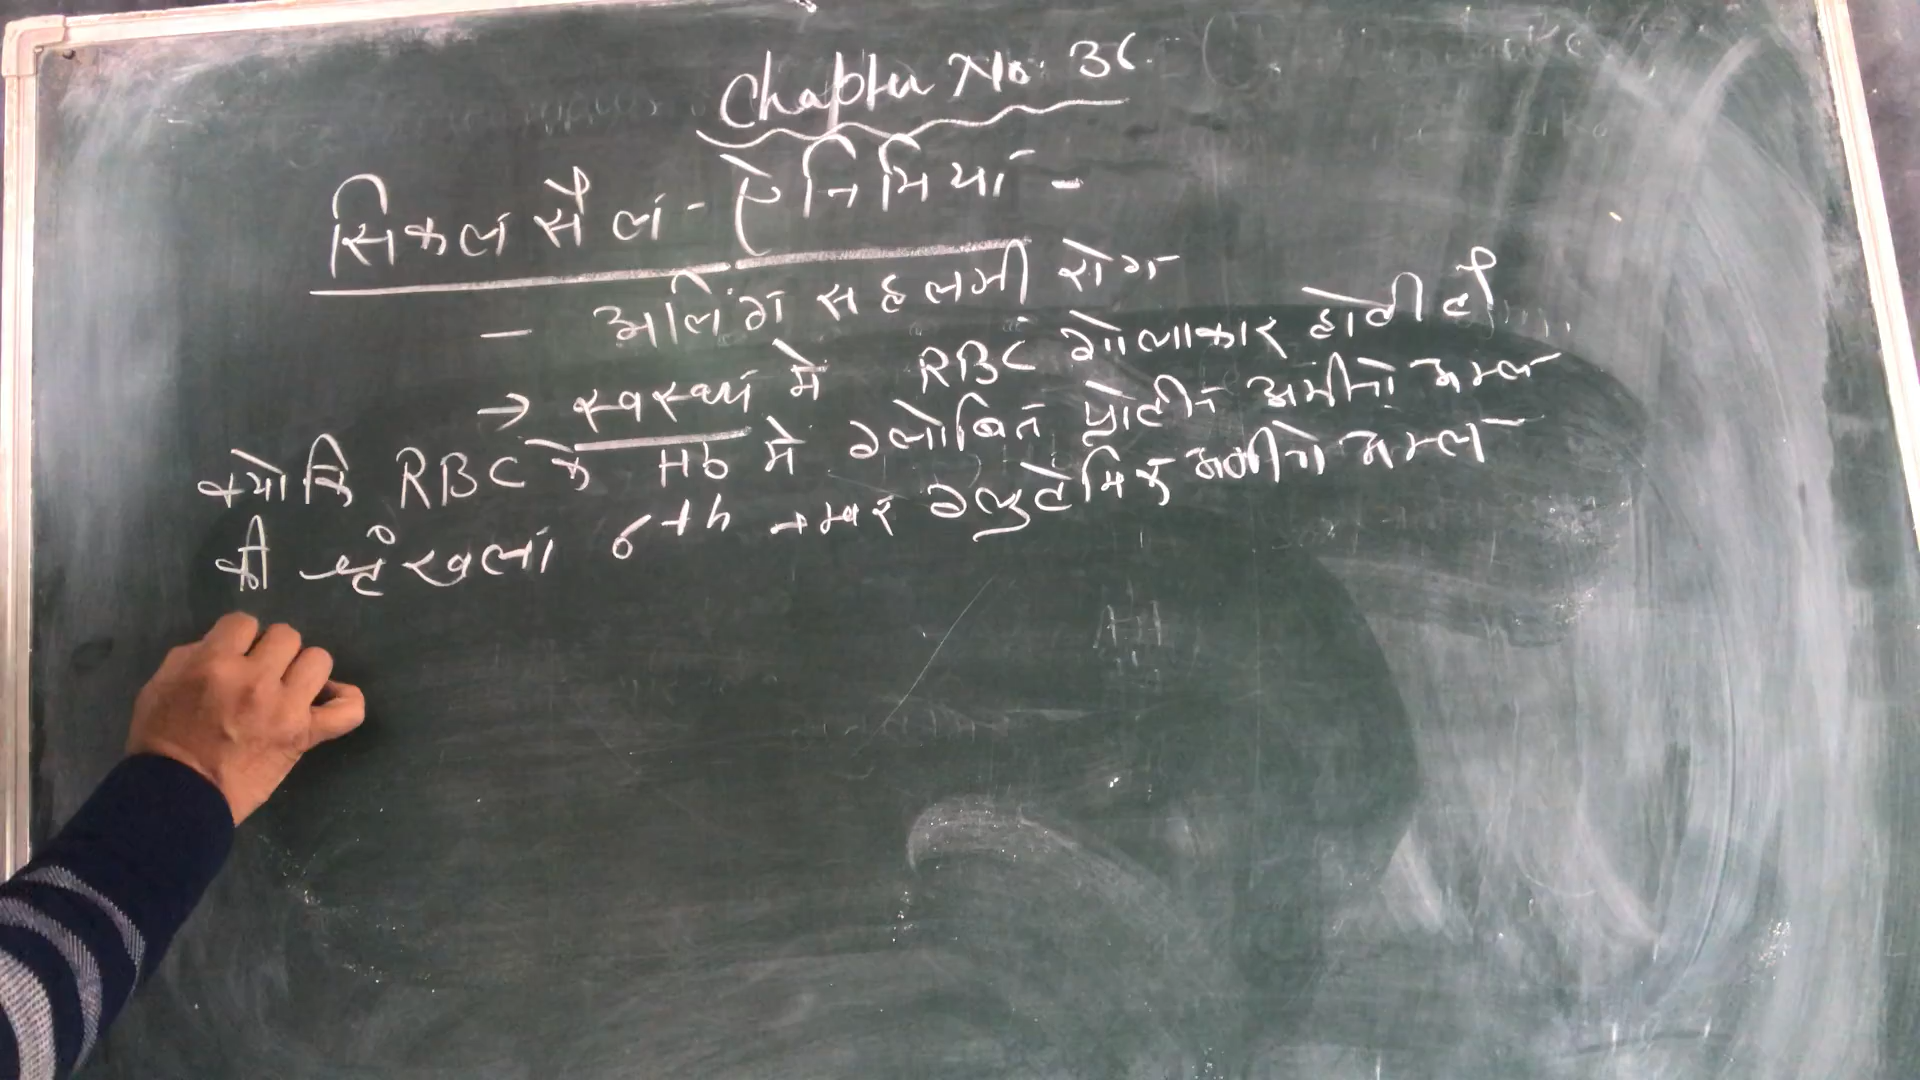 Chapter No. 36
सिकल सैल - ऐनिमिया -
- अलिंग सहलग्नी रोग
→ स्वस्थ्य में RBC गोलाकार होती है
क्योकि RBC के Hb मे ग्लोबिन प्रोटीन अमीनो अम्ल
की श्रृंखला 6th नम्बर ग्लुटेमिक अमीनो अम्ल